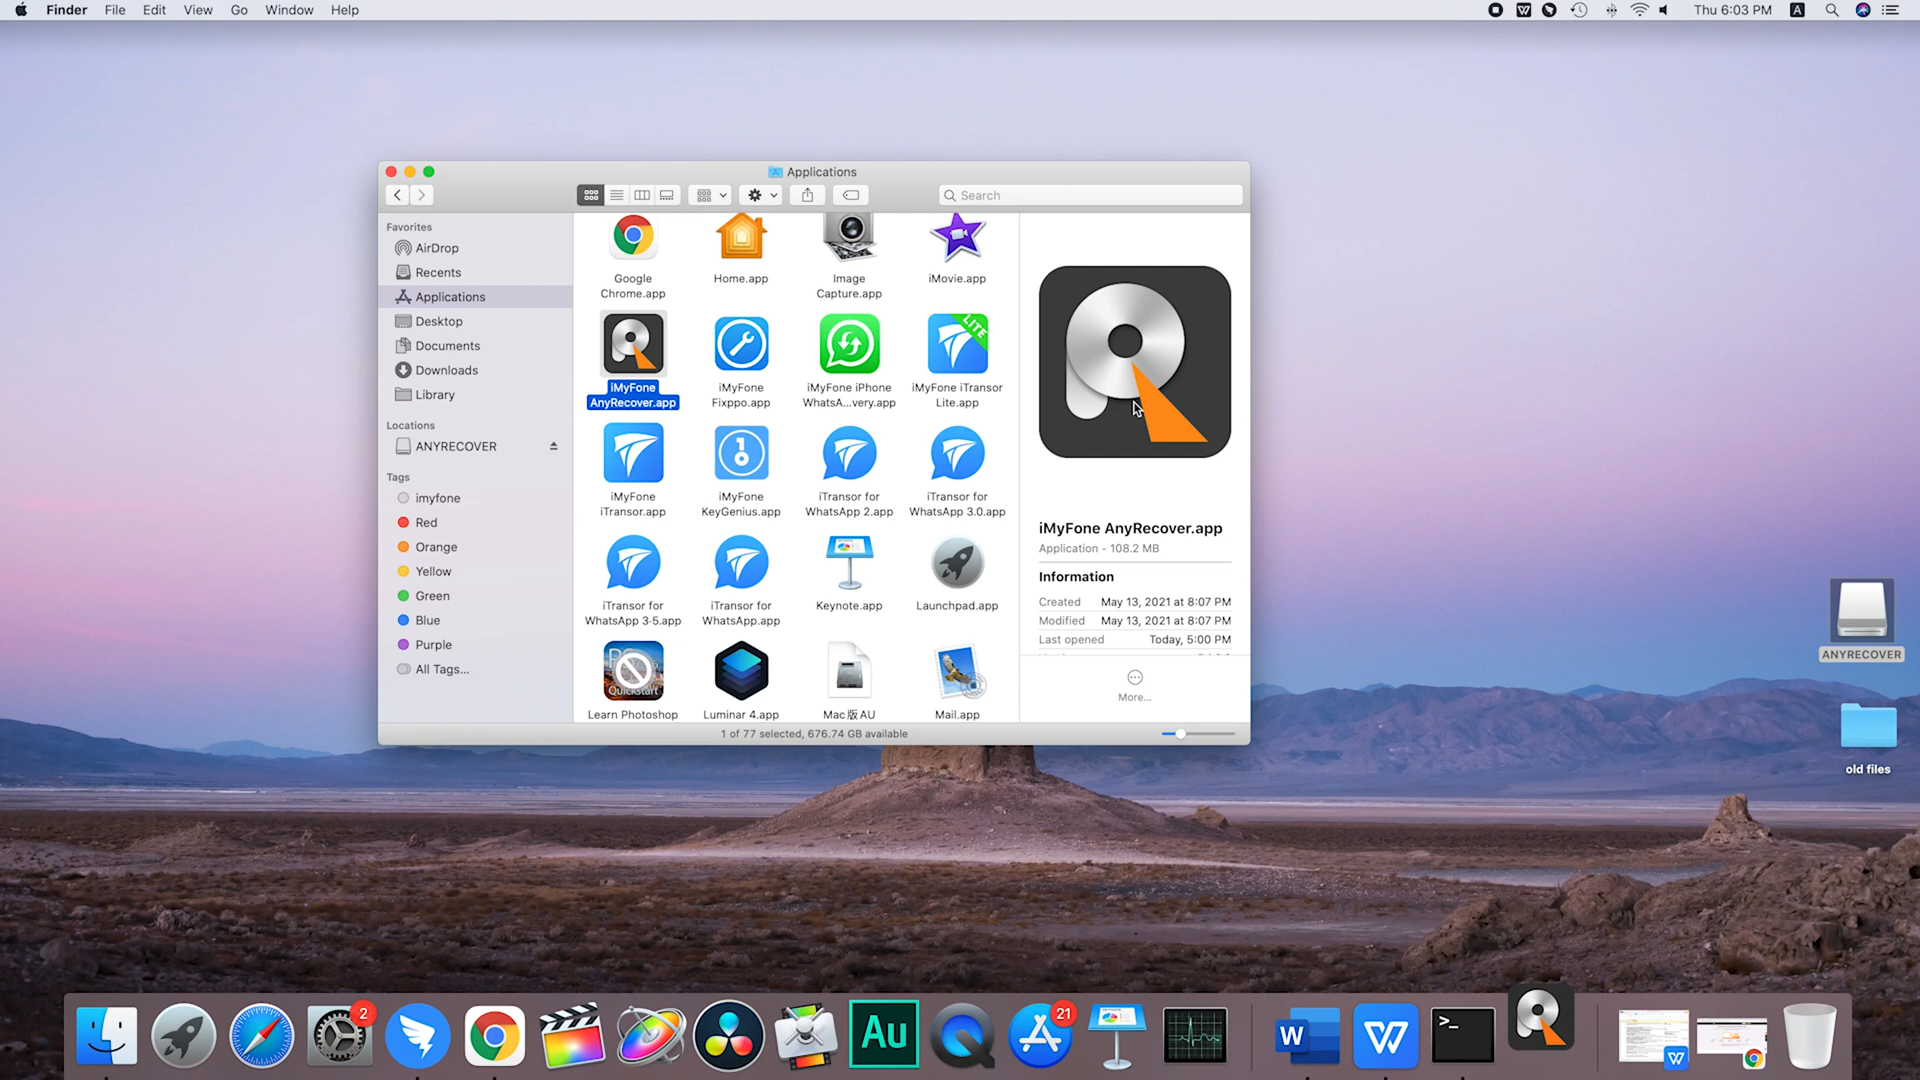 Finder File Edit View Go Window Help
Thu 6:03 PM A
Applications
Search
Favorites
AirDrop
Recents
Applications
Desktop
Documents
Downloads
Library
Locations
ANYRECOVER
Tags
imyfone
Red
Orange
Yellow
Green
Blue
Purple
All Tags...
Google
Chrome.app
Home.app
Image
Capture.app
iMovie.app
LITE
iMyFone
AnyRecover.app
iMyFone
Fixppo.app
iMyFone iPhone
WhatsA...very.app
iMyFone iTransor
Lite.app
iMyFone
iTransor.app
iMyFone
KeyGenius.app
iTransor for
WhatsApp 2.app
iTransor for
WhatsApp 3.0.app
iTransor for
WhatsApp 3-5.app
iTransor for
WhatsApp.app
Keynote.app
Launchpad.app
Quickstart
Learn Photoshop
Luminar 4.app
Mac版AU
Mail.app
iMyFone AnyRecover.app
Application - 108.2 MB
Information
Created May 13, 2021 at 8:07 PM
Modified May 13, 2021 at 8:07 PM
Last opened Today, 5:00 PM
More...
1 of 77 selected, 676.74 GB available
ANYRECOVER
old files
2
Au
21
W
W
>_